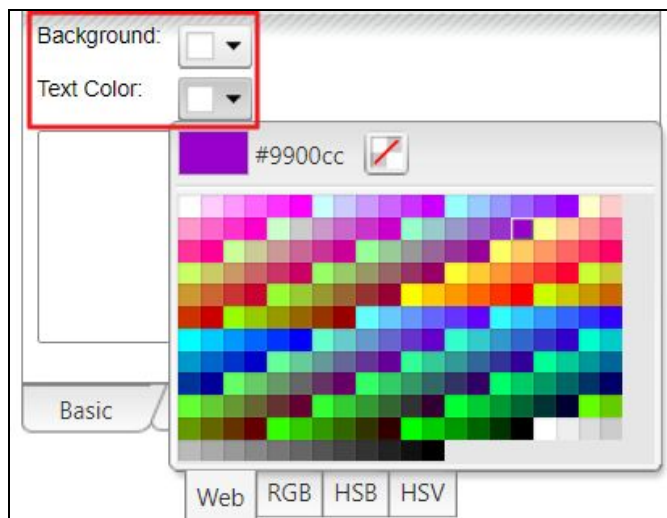 Background:
Text Color:
#9900cc
Basic
Web RGB HSB HSV